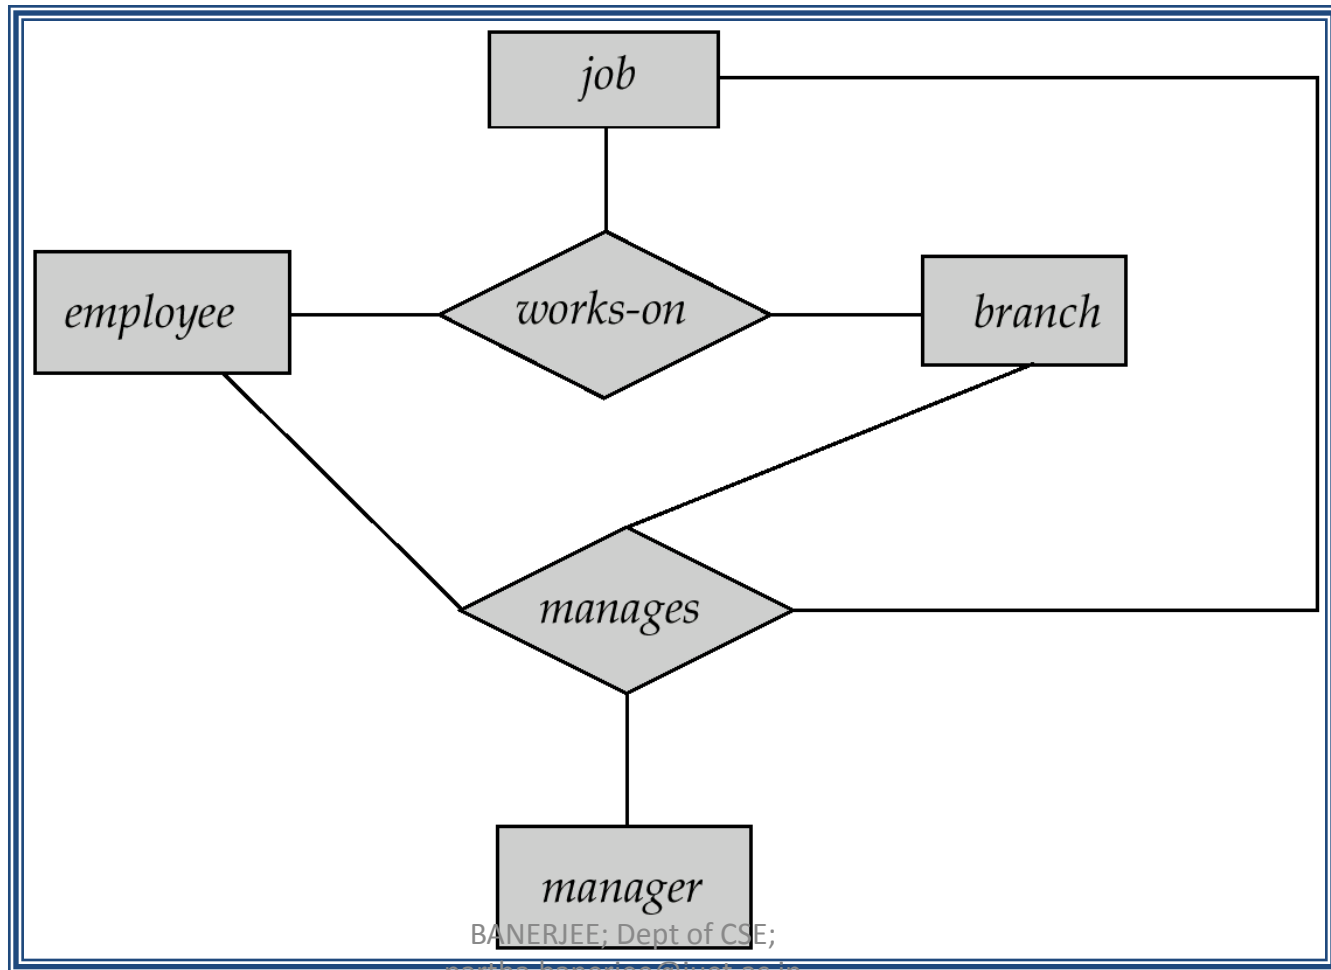 job
employee
works-on
branch
manages
manager
BANERJEE; Dept of CSE;